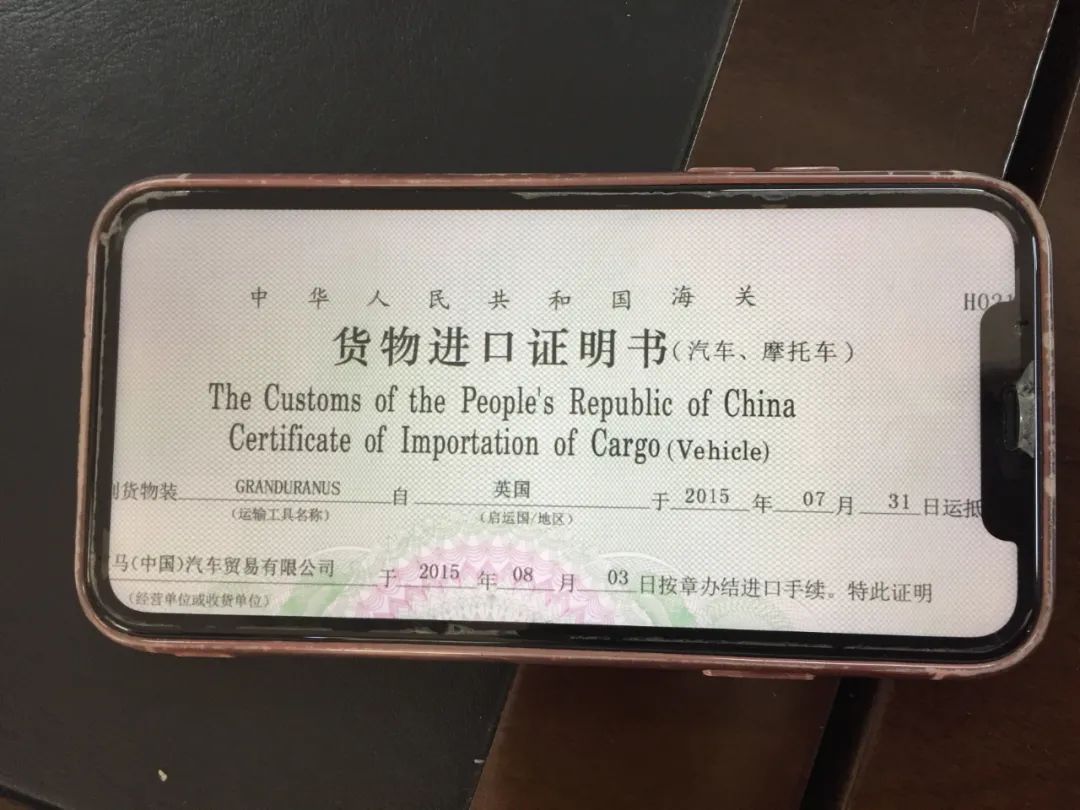 中华人民共和国海关
H021
货物进口证明书(汽车、摩托车)
The Customs of the People's Republic of China
Certificate of Importation of Cargo(Vehicle)
货物装 GRANDURANUS 自 英国 于 2015 年 07 月 31 日运抵
(运输工具名称) (启运国/地区)
马(中国)汽车贸易有限公司 于 2015 年 08 月 03 日按章办结进口手续。特此证明
(经营单位或收货单位)